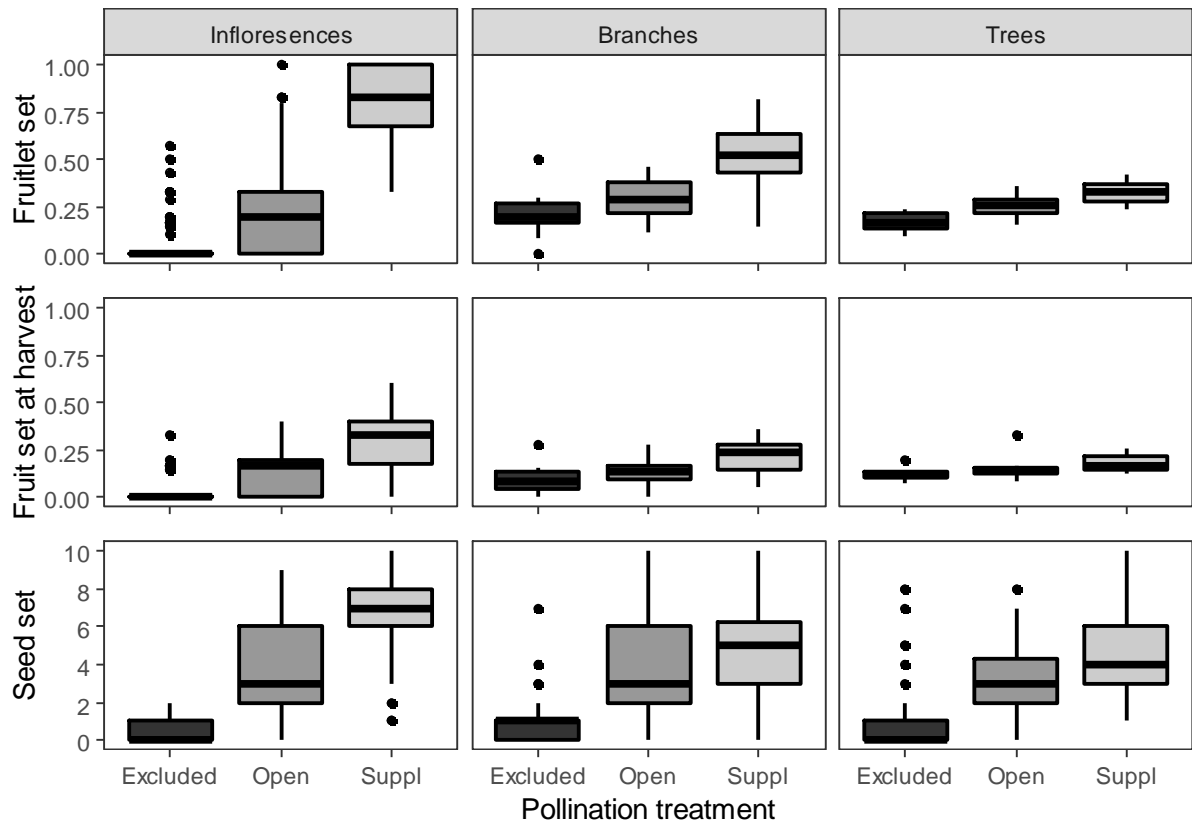 Infloresences Branches Trees
Fruitlet set
1.00
0.75
0.50
0.25
0.00
Fruit set at harvest
1.00
0.75
0.50
0.25
0.00
Seed set
10
8
6
4
2
0
Excluded Open Suppl Excluded Open Suppl Excluded Open Suppl
Pollination treatment